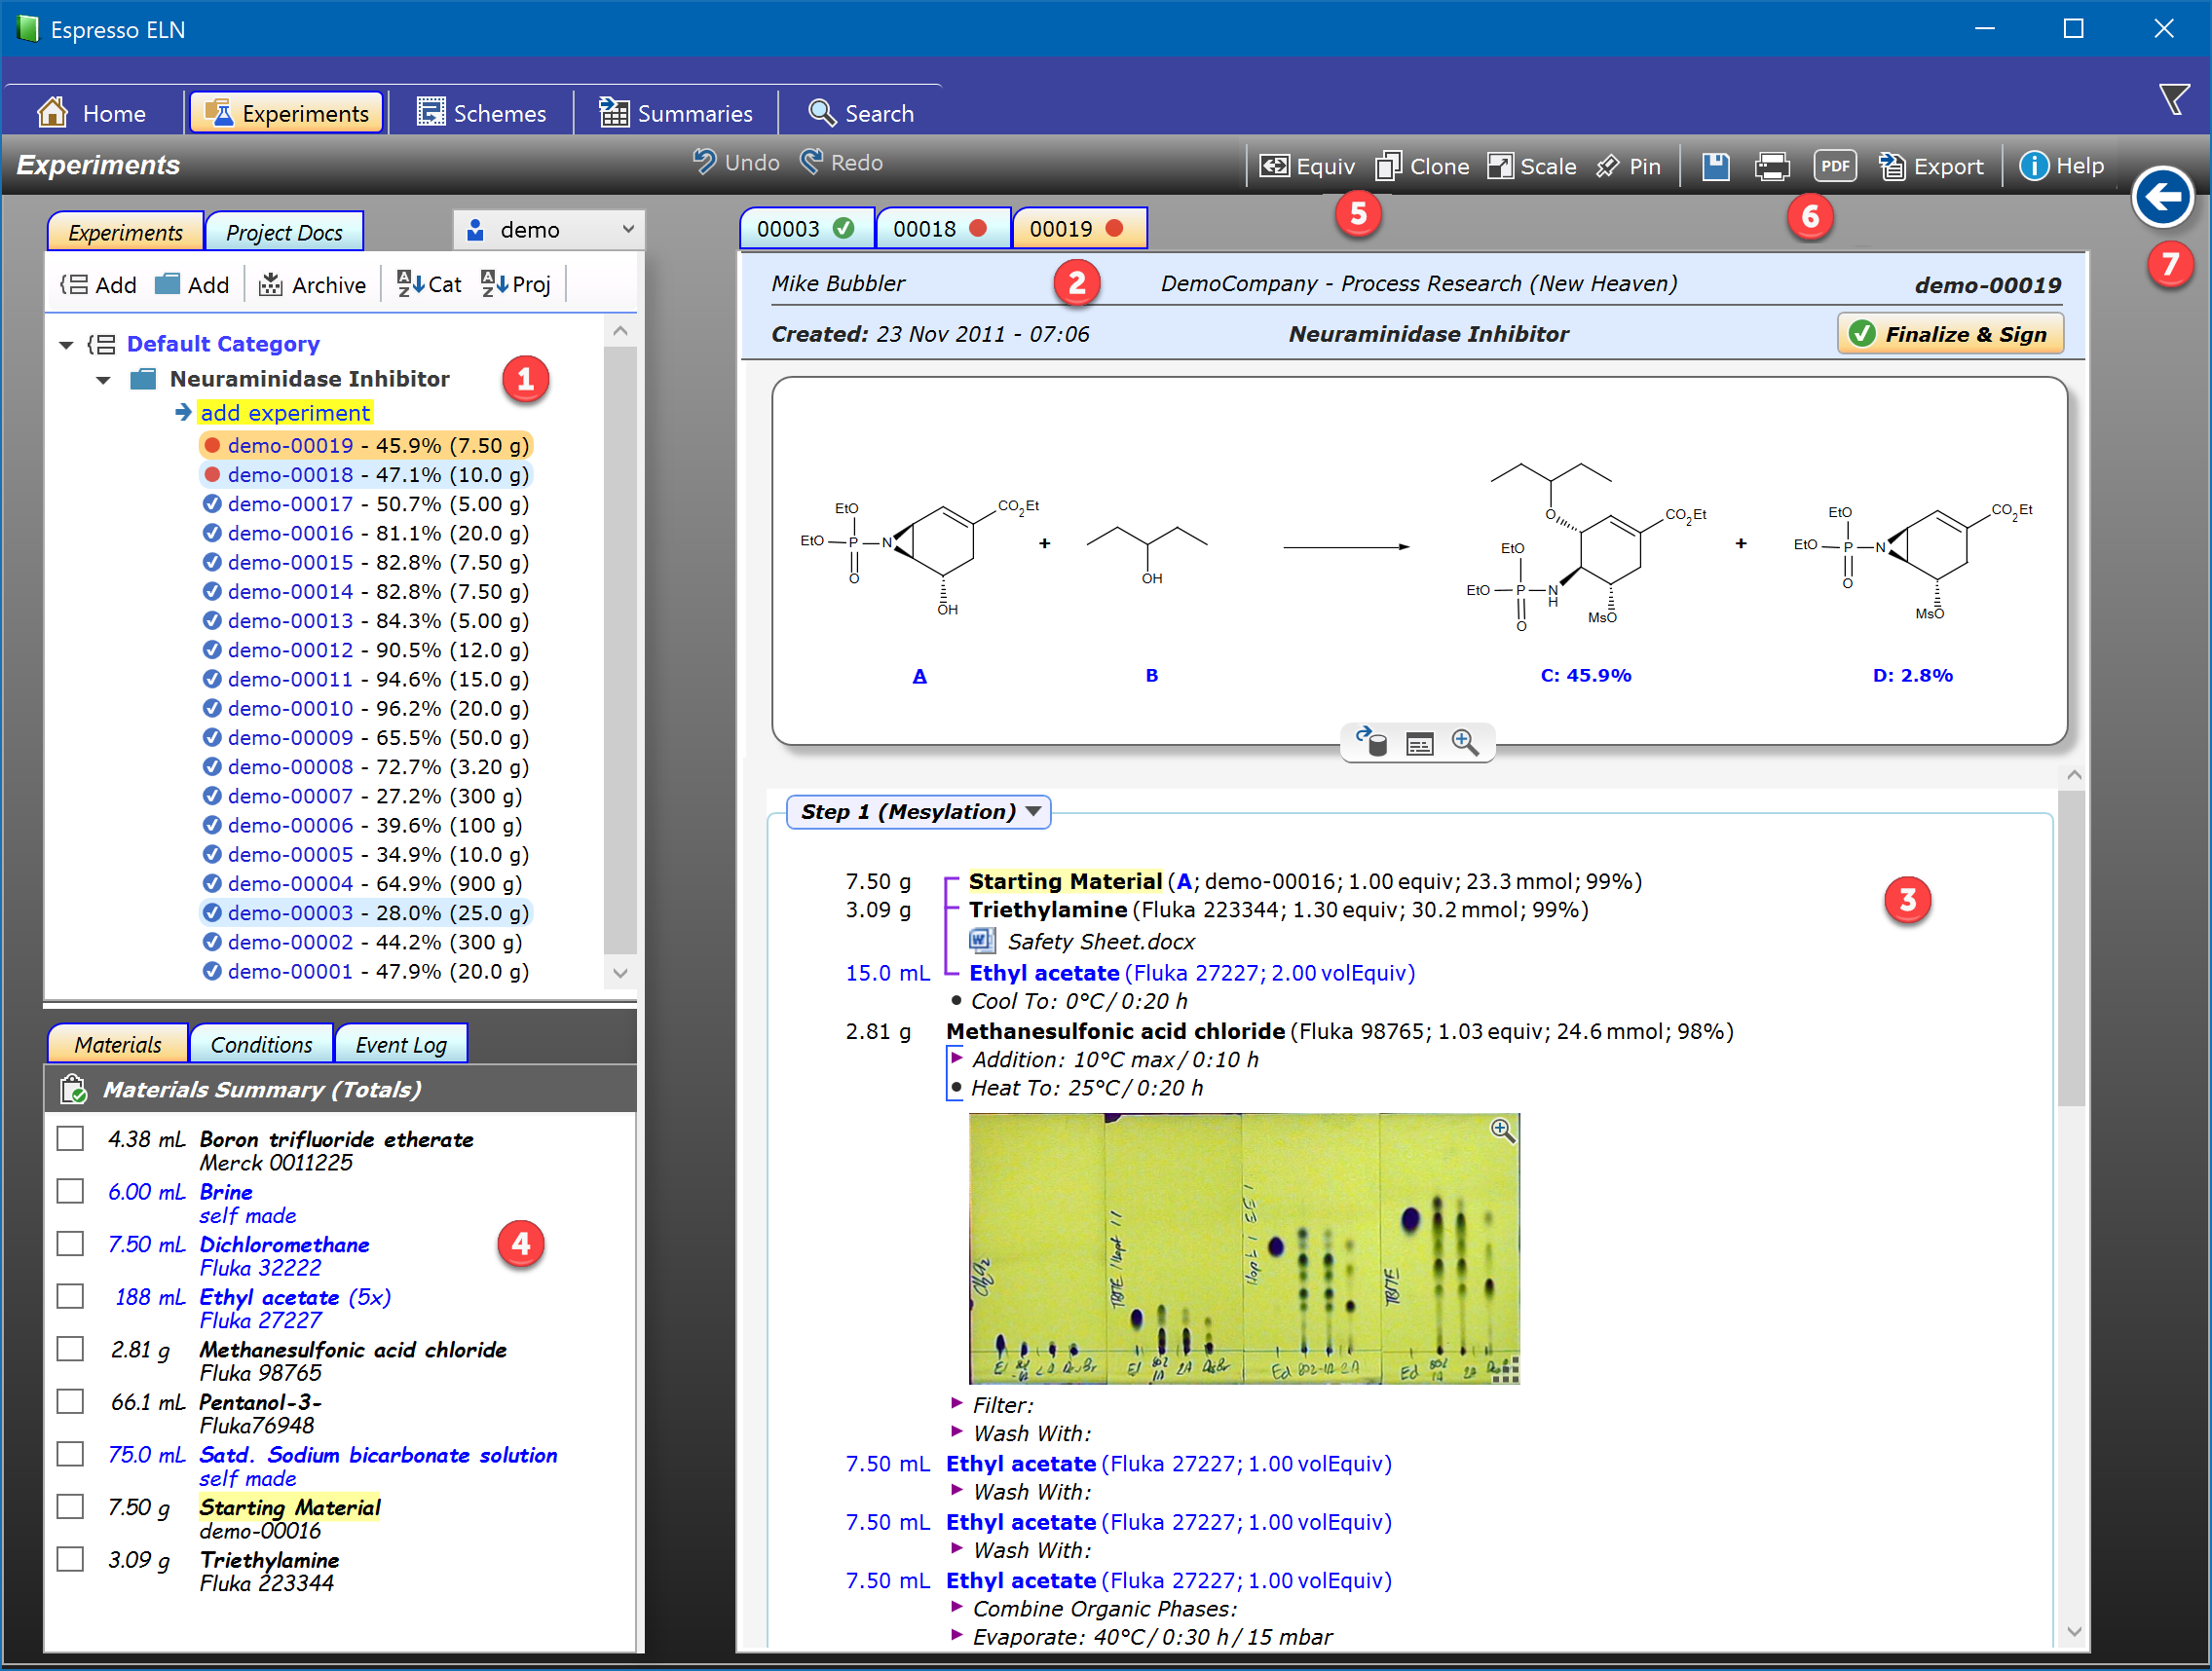 Espresso ELN
Home Experiments Schemes Summaries Search
Experiments Undo Redo Equiv Clone Scale Pin PDF Export Help
Experiments Project Docs demo
Add Add Archive Cat Proj
Default Category
Neuraminidase Inhibitor 1
add experiment
demo-00019 - 45.9% (7.50 g)
demo-00018 - 47.1% (10.0 g)
demo-00017 - 50.7% (5.00 g)
demo-00016 - 81.1% (20.0 g)
demo-00015 - 82.8% (7.50 g)
demo-00014 - 82.8% (7.50 g)
demo-00013 - 84.3% (5.00 g)
demo-00012 - 90.5% (12.0 g)
demo-00011 - 94.6% (15.0 g)
demo-00010 - 96.2% (20.0 g)
demo-00009 - 65.5% (50.0 g)
demo-00008 - 72.7% (3.20 g)
demo-00007 - 27.2% (300 g)
demo-00006 - 39.6% (100 g)
demo-00005 - 34.9% (10.0 g)
demo-00004 - 64.9% (900 g)
demo-00003 - 28.0% (25.0 g)
demo-00002 - 44.2% (300 g)
demo-00001 - 47.9% (20.0 g)
Materials Conditions Event Log
Materials Summary (Totals)
4.38 mL Boron trifluoride etherate
Merck 0011225
6.00 mL Brine
self made
7.50 mL Dichloromethane
Fluka 32222
4
188 mL Ethyl acetate (5x)
Fluka 27227
2.81 g Methanesulfonic acid chloride
Fluka 98765
66.1 mL Pentanol-3-
Fluka76948
75.0 mL Satd. Sodium bicarbonate solution
self made
7.50 g Starting Material
demo-00016
3.09 g Triethylamine
Fluka 223344
00003 00018 00019 5 6 7
Mike Bubbler 2 DemoCompany - Process Research (New Heaven) demo-00019
Created: 23 Nov 2011 - 07:06 Neuraminidase Inhibitor Finalize & Sign
EtO CO2Et
EtO P N
O
OH
+
OH
O CO2Et
EtO
EtO P N
H
O MsO
+
EtO CO2Et
EtO P N
O
MsO
A B C: 45.9% D: 2.8%
Step 1 (Mesylation)
7.50 g Starting Material (A; demo-00016; 1.00 equiv; 23.3 mmol; 99%)
3
3.09 g Triethylamine (Fluka 223344; 1.30 equiv; 30.2 mmol; 99%)
Safety Sheet.docx
15.0 mL Ethyl acetate (Fluka 27227; 2.00 volEquiv)
Cool To: 0°C / 0:20 h
2.81 g Methanesulfonic acid chloride (Fluka 98765; 1.03 equiv; 24.6 mmol; 98%)
Addition: 10°C max / 0:10 h
Heat To: 25°C / 0:20 h
TBME
Ed 2A
Filter:
Wash With:
7.50 mL Ethyl acetate (Fluka 27227; 1.00 volEquiv)
Wash With:
7.50 mL Ethyl acetate (Fluka 27227; 1.00 volEquiv)
Wash With:
7.50 mL Ethyl acetate (Fluka 27227; 1.00 volEquiv)
Combine Organic Phases:
Evaporate: 40°C / 0:30 h / 15 mbar